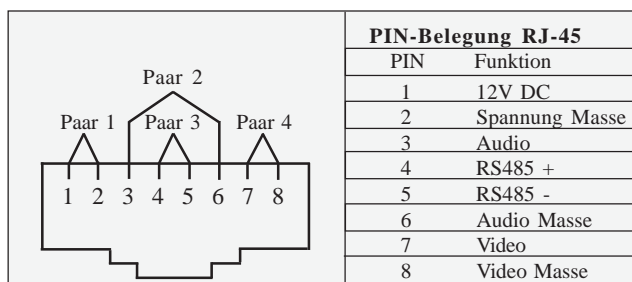 Paar 2
Paar 1 Paar 3 Paar 4
1 2 3 4 5 6 7 8
PIN-Belegung RJ-45
PIN Funktion
1 12V DC
2 Spannung Masse
3 Audio
4 RS485 +
5 RS485 -
6 Audio Masse
7 Video
8 Video Masse